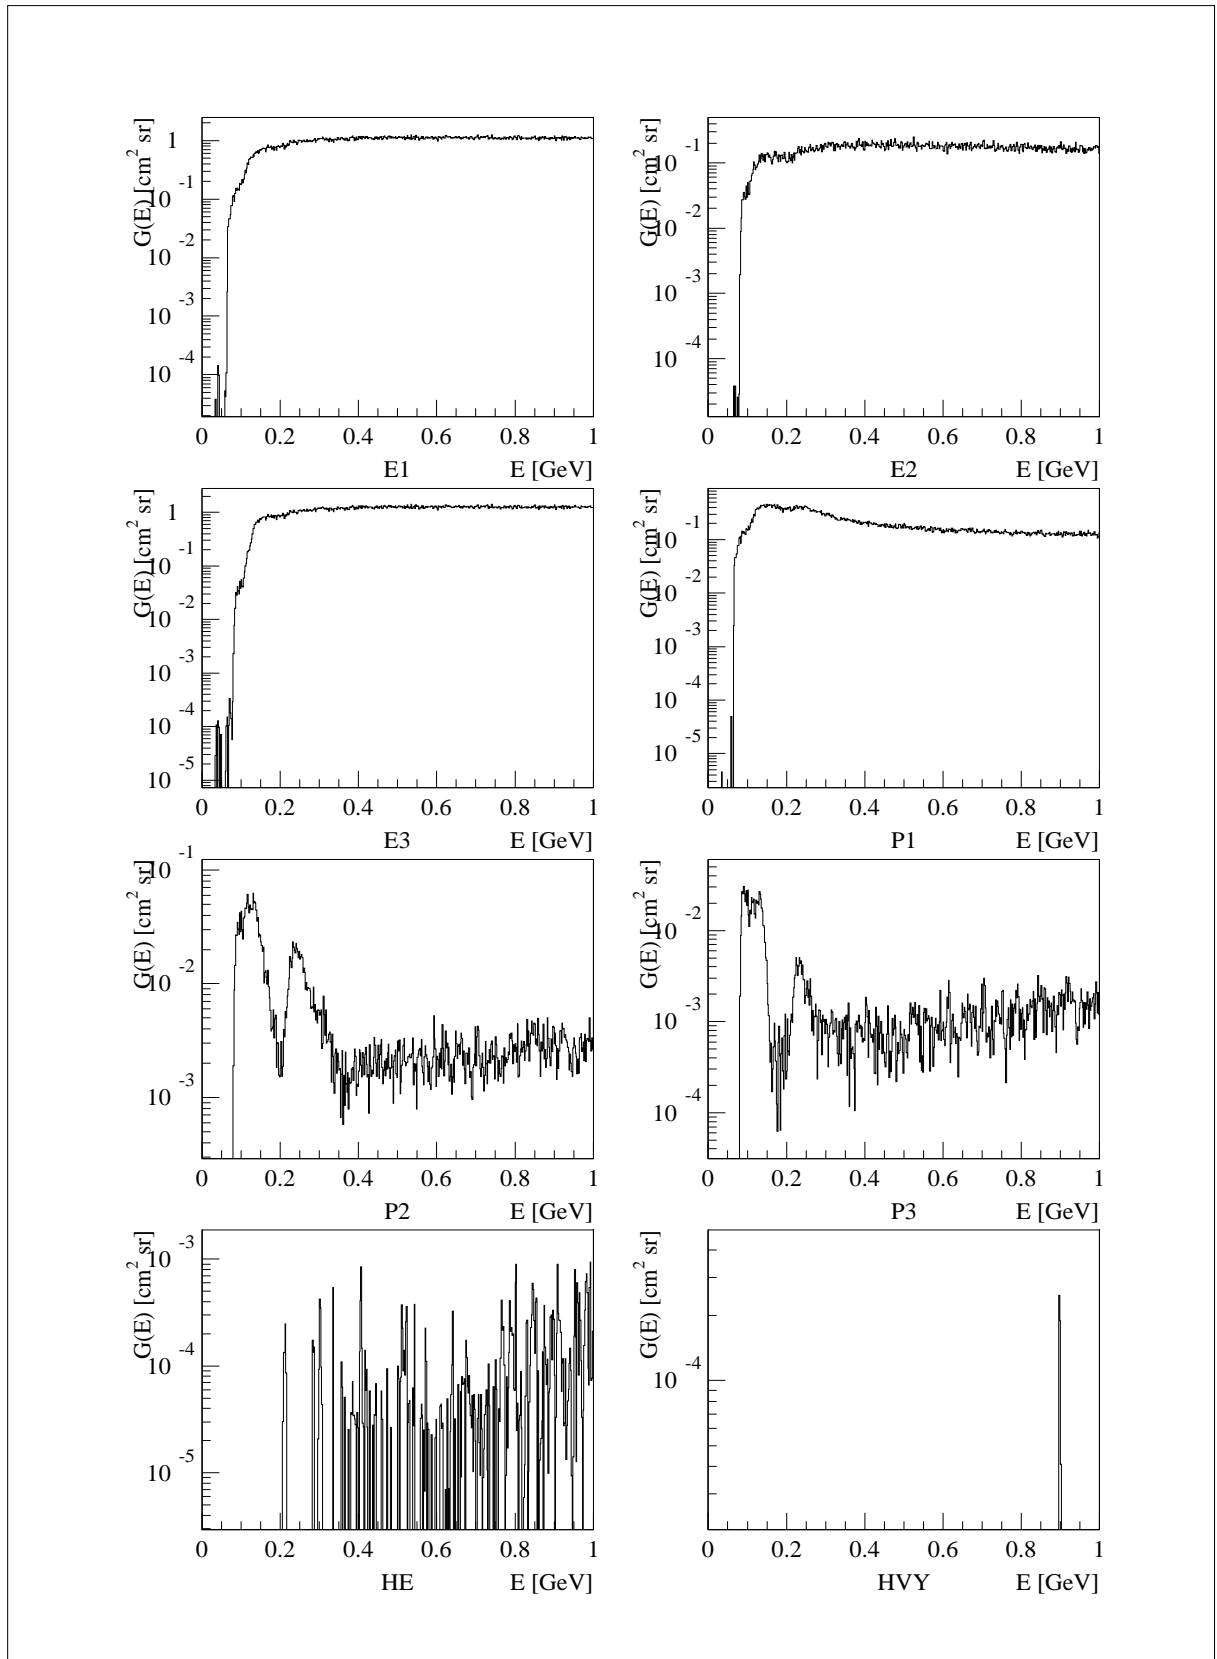 G(E) [cm² sr]
1
10 -1
10 -2
10 -3
10 -4
0 0.2 0.4 0.6 0.8 1
E1 E [GeV]
G(E) [cm² sr]
10 -1
10 -2
10 -3
10 -4
0 0.2 0.4 0.6 0.8 1
E2 E [GeV]
G(E) [cm² sr]
1
10 -1
10 -2
10 -3
10 -4
10 -5
0 0.2 0.4 0.6 0.8 1
E3 E [GeV]
G(E) [cm² sr]
10 -1
10 -2
10 -3
10 -4
10 -5
0 0.2 0.4 0.6 0.8 1
P1 E [GeV]
G(E) [cm² sr]
10 -1
10 -2
10 -3
0 0.2 0.4 0.6 0.8 1
P2 E [GeV]
G(E) [cm² sr]
10 -2
10 -3
10 -4
0 0.2 0.4 0.6 0.8 1
P3 E [GeV]
G(E) [cm² sr]
10 -3
10 -4
10 -5
0 0.2 0.4 0.6 0.8 1
HE E [GeV]
G(E) [cm² sr]
10 -4
0 0.2 0.4 0.6 0.8 1
HVY E [GeV]